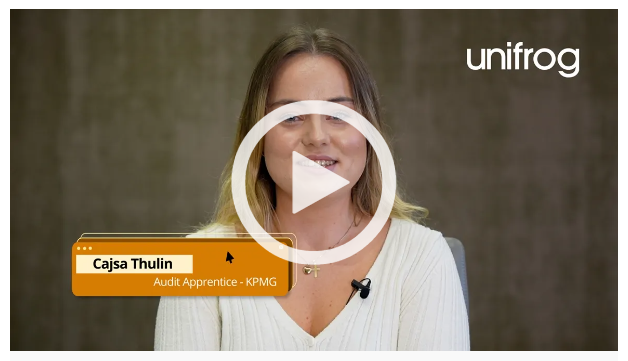 unifrog
Cajsa Thulin
Audit Apprentice - KPMG